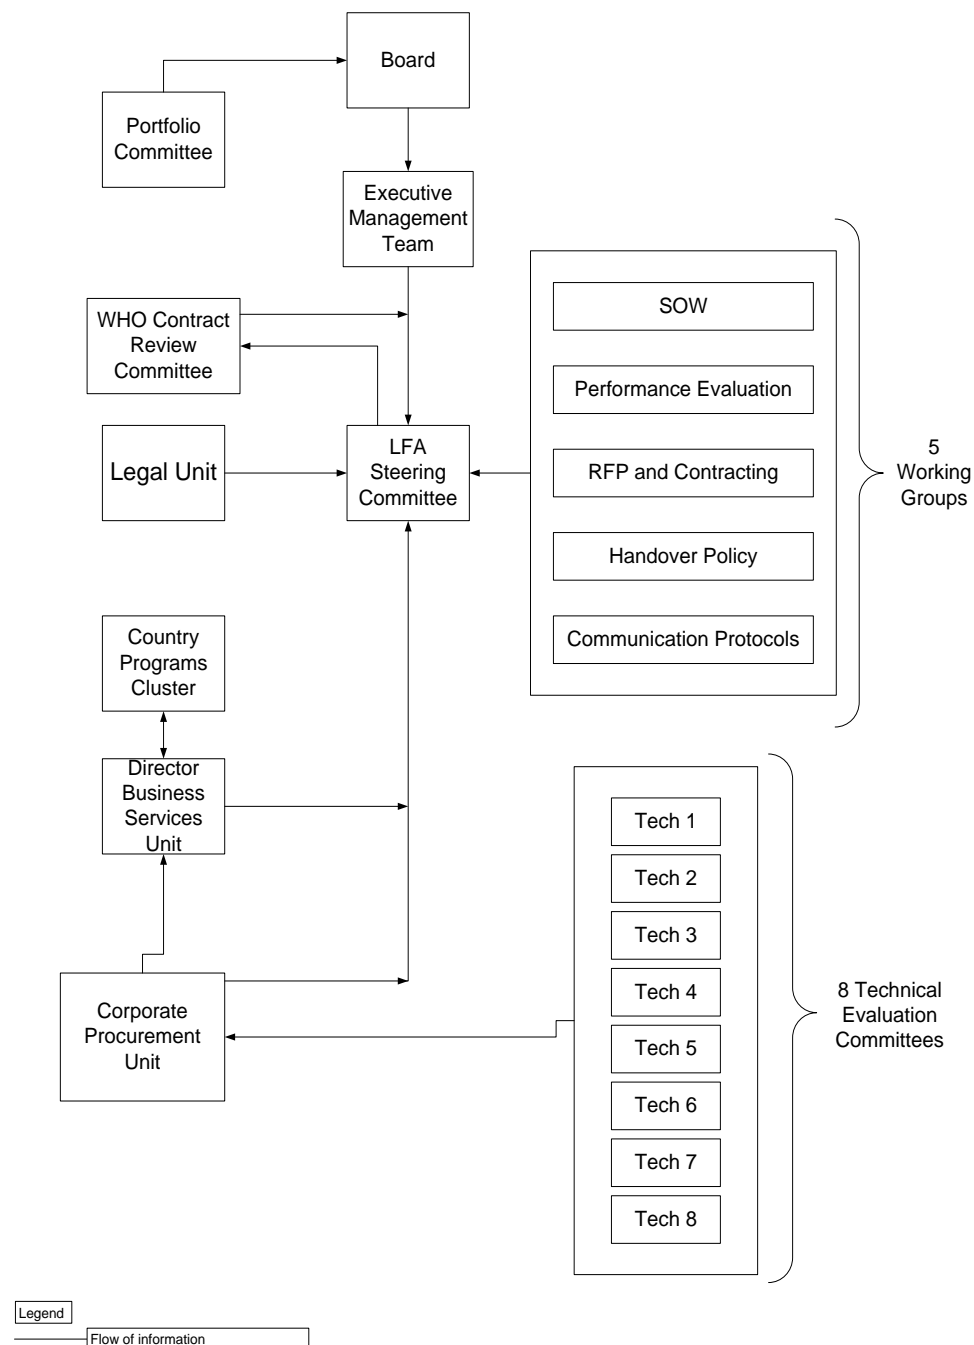 Board
Portfolio
Committee
Executive
Management
Team
WHO Contract
Review
Committee
SOW
Performance Evaluation
Legal Unit
LFA
Steering
Committee
RFP and Contracting
5
Working
Groups
Handover Policy
Communication Protocols
Country
Programs
Cluster
Director
Business
Services
Unit
Tech 1
Tech 2
Tech 3
Tech 4
Tech 5
Tech 6
Tech 7
Tech 8
8 Technical
Evaluation
Committees
Corporate
Procurement
Unit
Legend
Flow of information